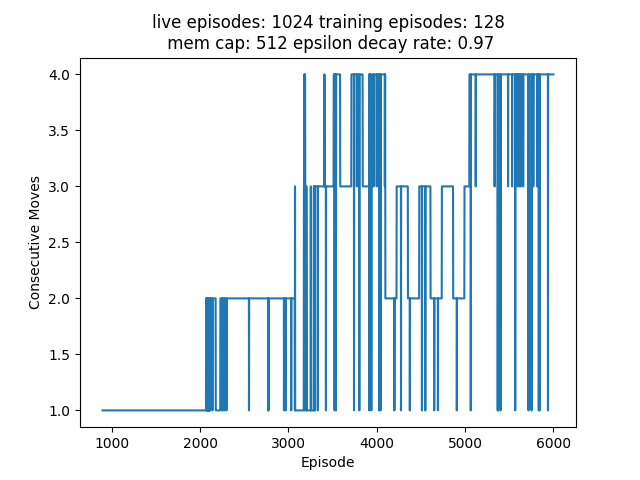 live episodes: 1024 training episodes: 128
mem cap: 512 epsilon decay rate: 0.97
4.0
3.5
3.0
2.5
2.0
1.5
1.0
Consecutive Moves
1000 2000 3000 4000 5000 6000
Episode